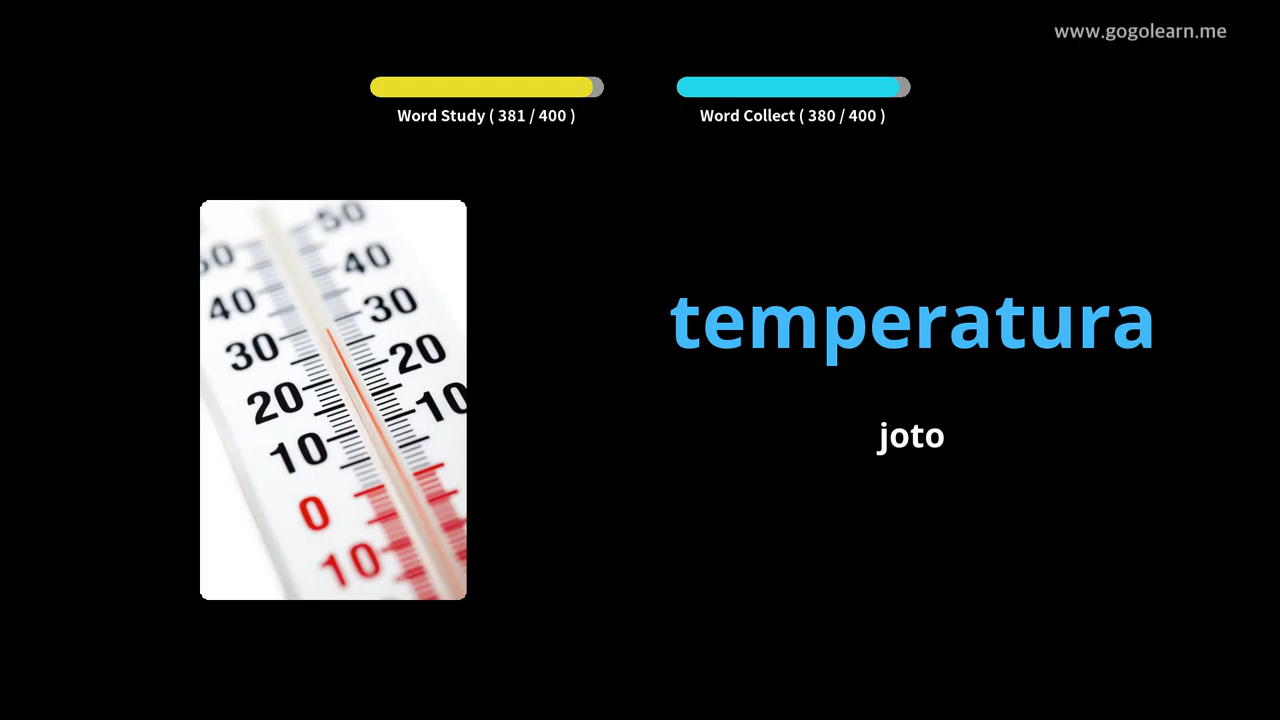 www.gogolearn.me
Word Study ( 381 / 400 )
Word Collect ( 380 / 400 )
50
40
40
30
30
20
20
10
10
0
10
temperatura
joto